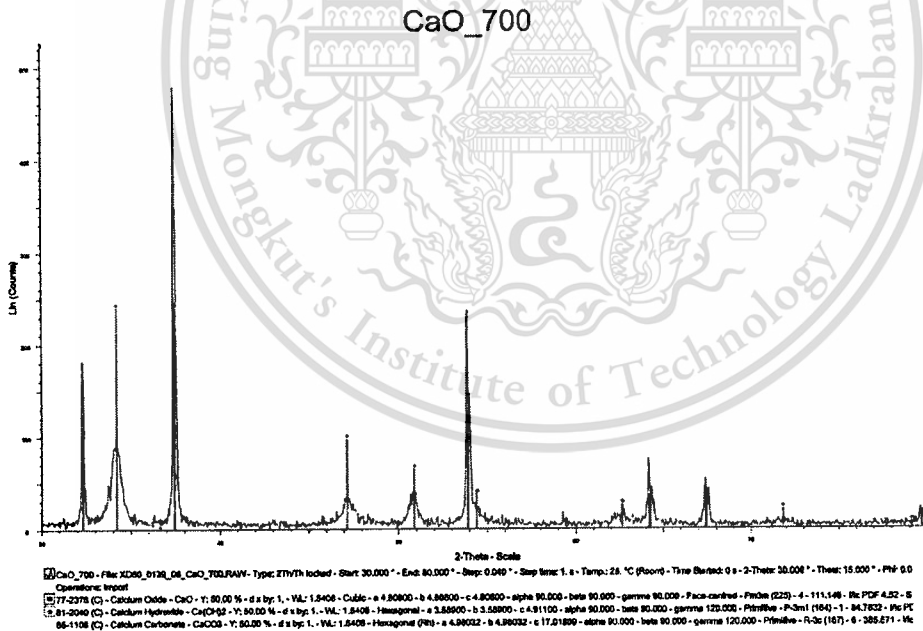 CaO_700
Mongkut's Institute of Technology Ladkrabang
Lin (Counts)
2-Theta - Scale
CaO_700 - File: XD60_0139_06_CaO_700.RAW - Type: 2Th/Th locked - Start: 30.000 ° - End: 80.000 ° - Step: 0.040 ° - Step time: 1. s - Temp.: 25. °C (Room) - Time Started: 0 s - 2-Theta: 30.000 ° - Theta: 15.000 ° - Phi: 0.0
Operations: Import
77-2376 (C) - Calcium Oxide - CaO - Y: 50.00 % - d x by: 1. - WL: 1.5406 - Cubic - a 4.80800 - b 4.80800 - c 4.80800 - alpha 90.000 - beta 90.000 - gamma 90.000 - Face-centred - Fm3m (225) - 4 - 111.146 - I/Ic PDF 4.52 - S
81-2040 (C) - Calcium Hydroxide - Ca(OH)2 - Y: 50.00 % - d x by: 1. - WL: 1.5406 - Hexagonal - a 3.58900 - b 3.58900 - c 4.91100 - alpha 90.000 - beta 90.000 - gamma 120.000 - Primitive - P-3m1 (164) - 1 -
86-1106 (C) - Calcium Carbonate - CaCO3 - Y: 50.00 % - d x by: 1. - WL: 1.5406 - Hexagonal (Rh) - a 4.98032 - b 4.98032 - c 17.01809 - alpha 90.000 - beta 90.000 - gamma 120.000 - Primitive - R-3c (167) - 6 - 365.571 -